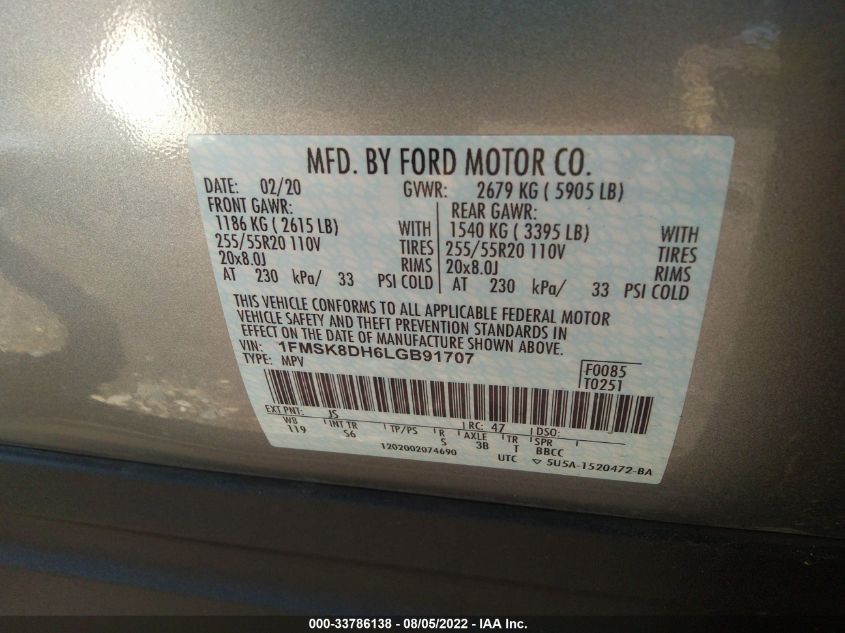 MFD. BY FORD MOTOR CO.
DATE: 02/20 GVWR: 2679 KG ( 5905 LB)
FRONT GAWR: REAR GAWR:
1186 KG ( 2615 LB) WITH 1540 KG ( 3395 LB) WITH
255/55R20 110V TIRES 255/55R20 110V TIRES
20x8.0J RIMS 20x8.0J RIMS
AT 230 kPa/ 33 PSI COLD AT 230 kPa/ 33 PSI COLD
THIS VEHICLE CONFORMS TO ALL APPLICABLE FEDERAL MOTOR
VEHICLE SAFETY AND THEFT PREVENTION STANDARDS IN
EFFECT ON THE DATE OF MANUFACTURE SHOWN ABOVE.
VIN: 1FMSK8DH6LGB91707
TYPE: MPV
F0085
T0251
EXT PNT: JS RC: 47 DSO:
WB INT TR TP/PS R AXLE TR SPR
119 S6 S 3B T BBCC
1202002074690 UTC ▽ 5U5A-1520472-BA
000-33786138 - 08/05/2022 - IAA Inc.